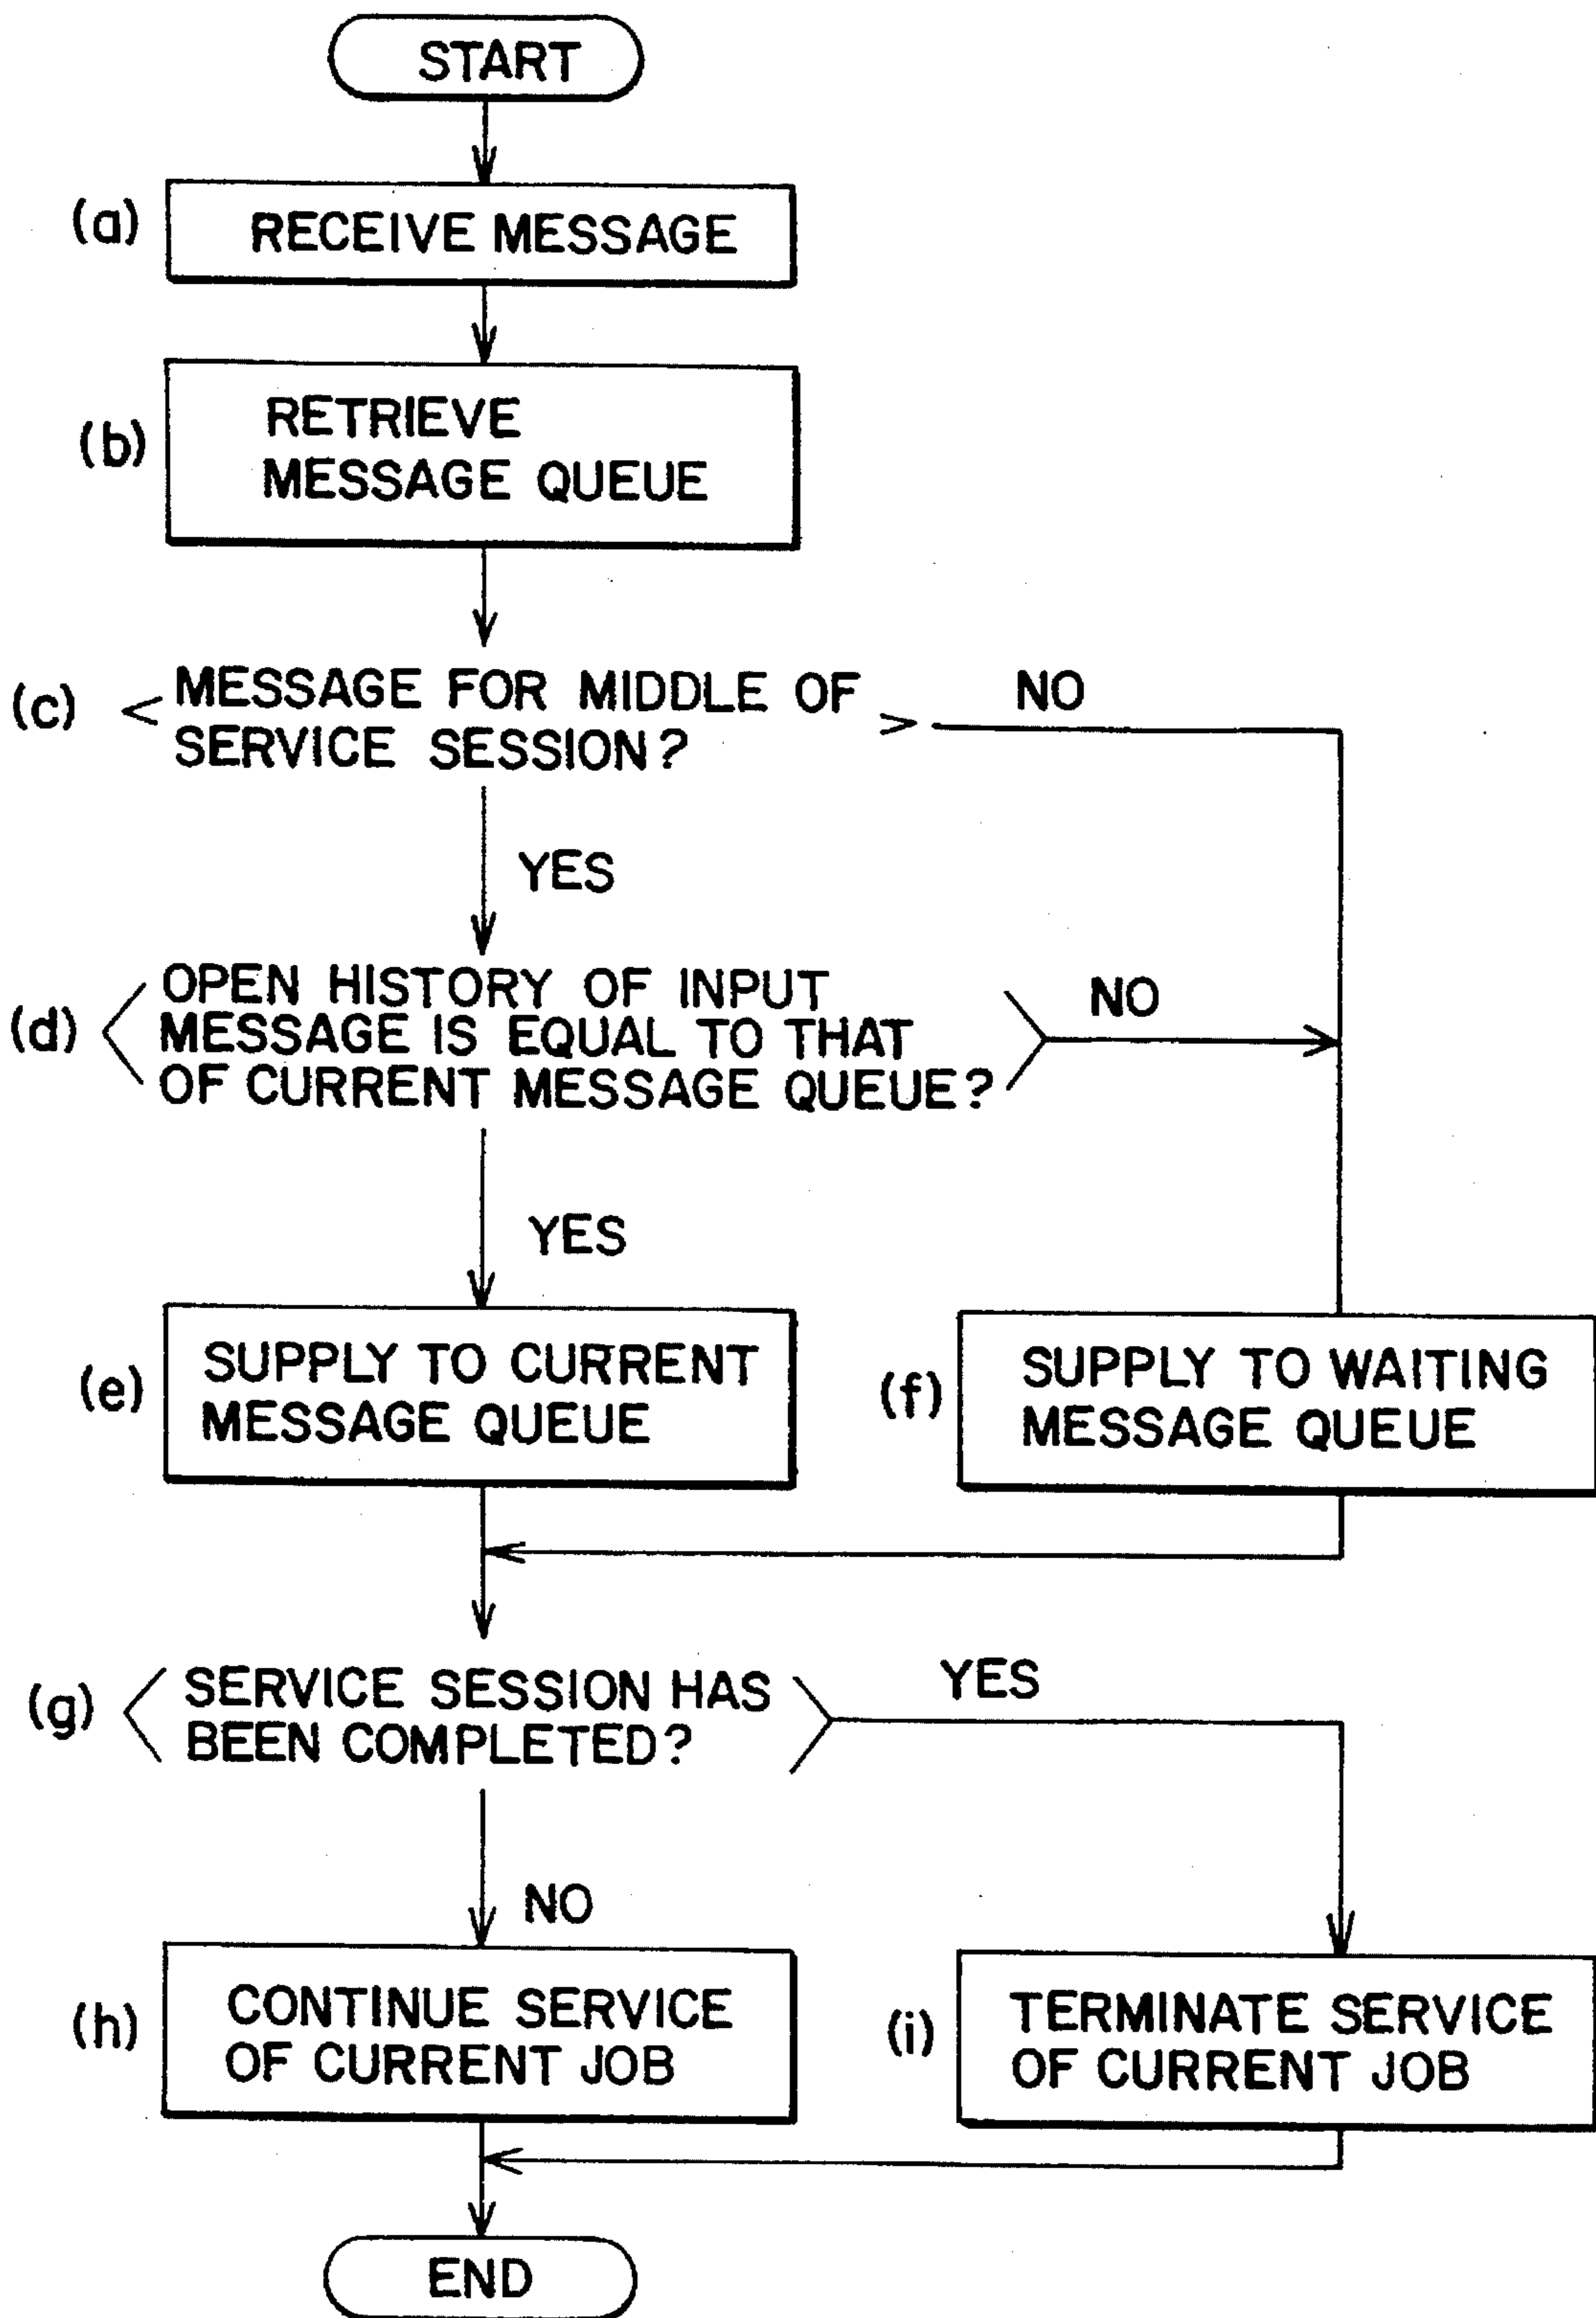 START
(a) RECEIVE MESSAGE
(b) RETRIEVE
MESSAGE QUEUE
(c) < MESSAGE FOR MIDDLE OF
SERVICE SESSION? > NO
YES
(d) OPEN HISTORY OF INPUT
MESSAGE IS EQUAL TO THAT
OF CURRENT MESSAGE QUEUE?
NO
YES
(e) SUPPLY TO CURRENT
MESSAGE QUEUE
(f) SUPPLY TO WAITING
MESSAGE QUEUE
(g) SERVICE SESSION HAS
BEEN COMPLETED?
YES
NO
(h) CONTINUE SERVICE
OF CURRENT JOB
(i) TERMINATE SERVICE
OF CURRENT JOB
END